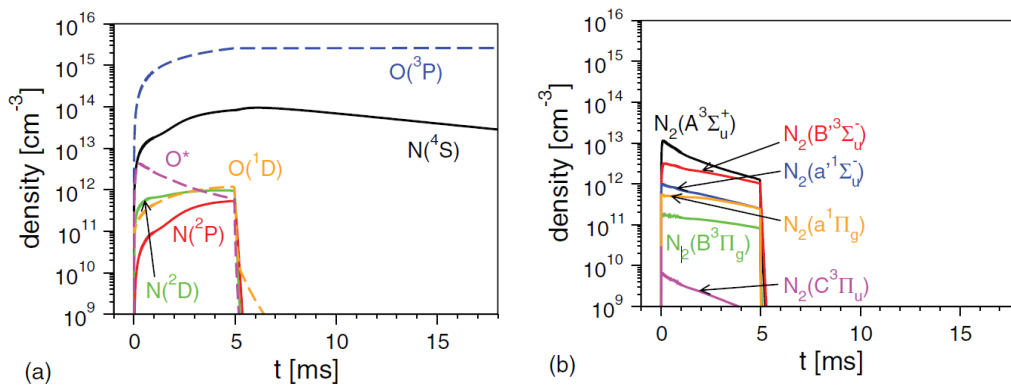 10^16
10^15
10^14
10^13
10^12
10^11
10^10
10^9
density [cm^-3]
O(^3P)
N(^4S)
O*
O(^1D)
N(^2P)
N(^2D)
0 5 10 15
t [ms]
(a)
10^16
10^15
10^14
10^13
10^12
10^11
10^10
10^9
density [cm^-3]
N_2(A^3Σ_u^+)
N_2(B'^3Σ_u^-)
N_2(a'^1Σ_u^-)
N_2(a^1Π_g)
N_2(B^3Π_g)
N_2(C^3Π_u)
0 5 10 15
t [ms]
(b)